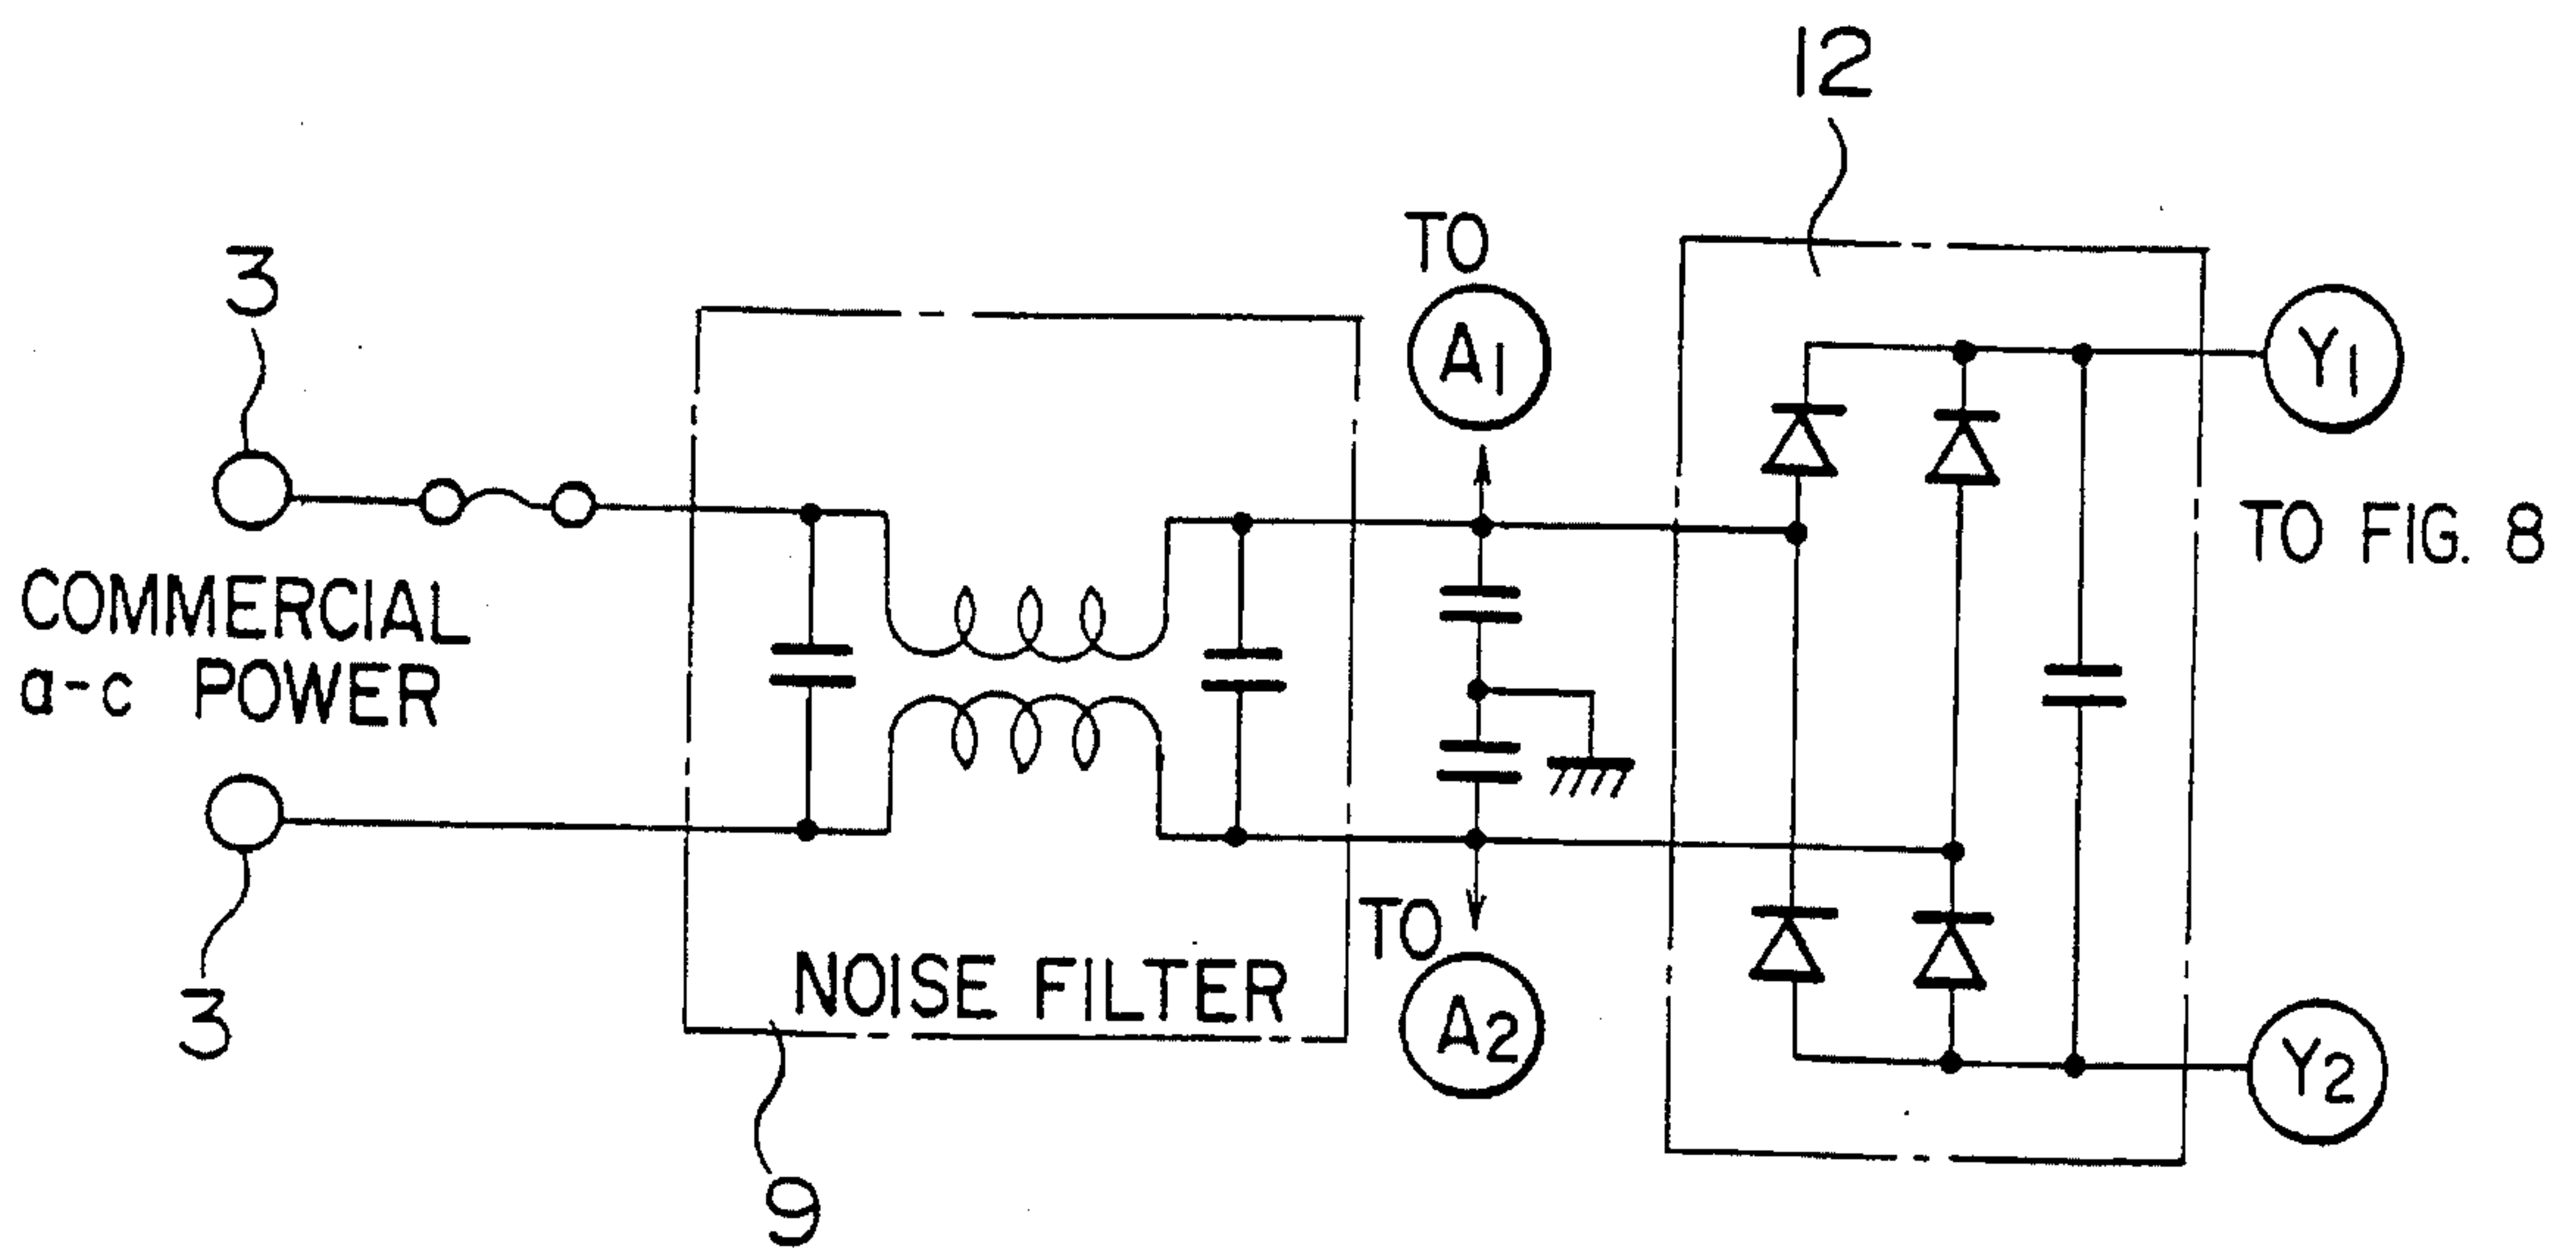 12
3
TO
A1
Y1
TO FIG. 8
COMMERCIAL
a-c POWER
NOISE FILTER
TO
A2
Y2
3
9